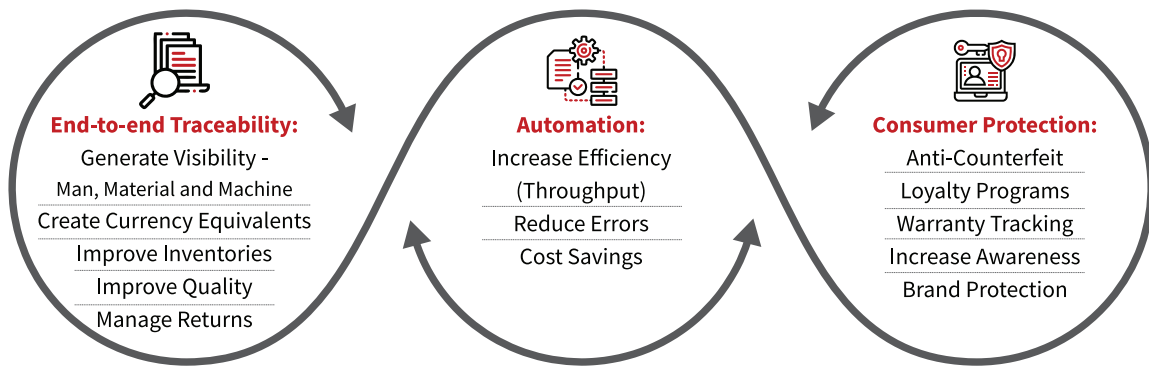 End-to-end Traceability:
Generate Visibility -
Man, Material and Machine
Create Currency Equivalents
Improve Inventories
Improve Quality
Manage Returns
Automation:
Increase Efficiency
(Throughput)
Reduce Errors
Cost Savings
Consumer Protection:
Anti-Counterfeit
Loyalty Programs
Warranty Tracking
Increase Awareness
Brand Protection